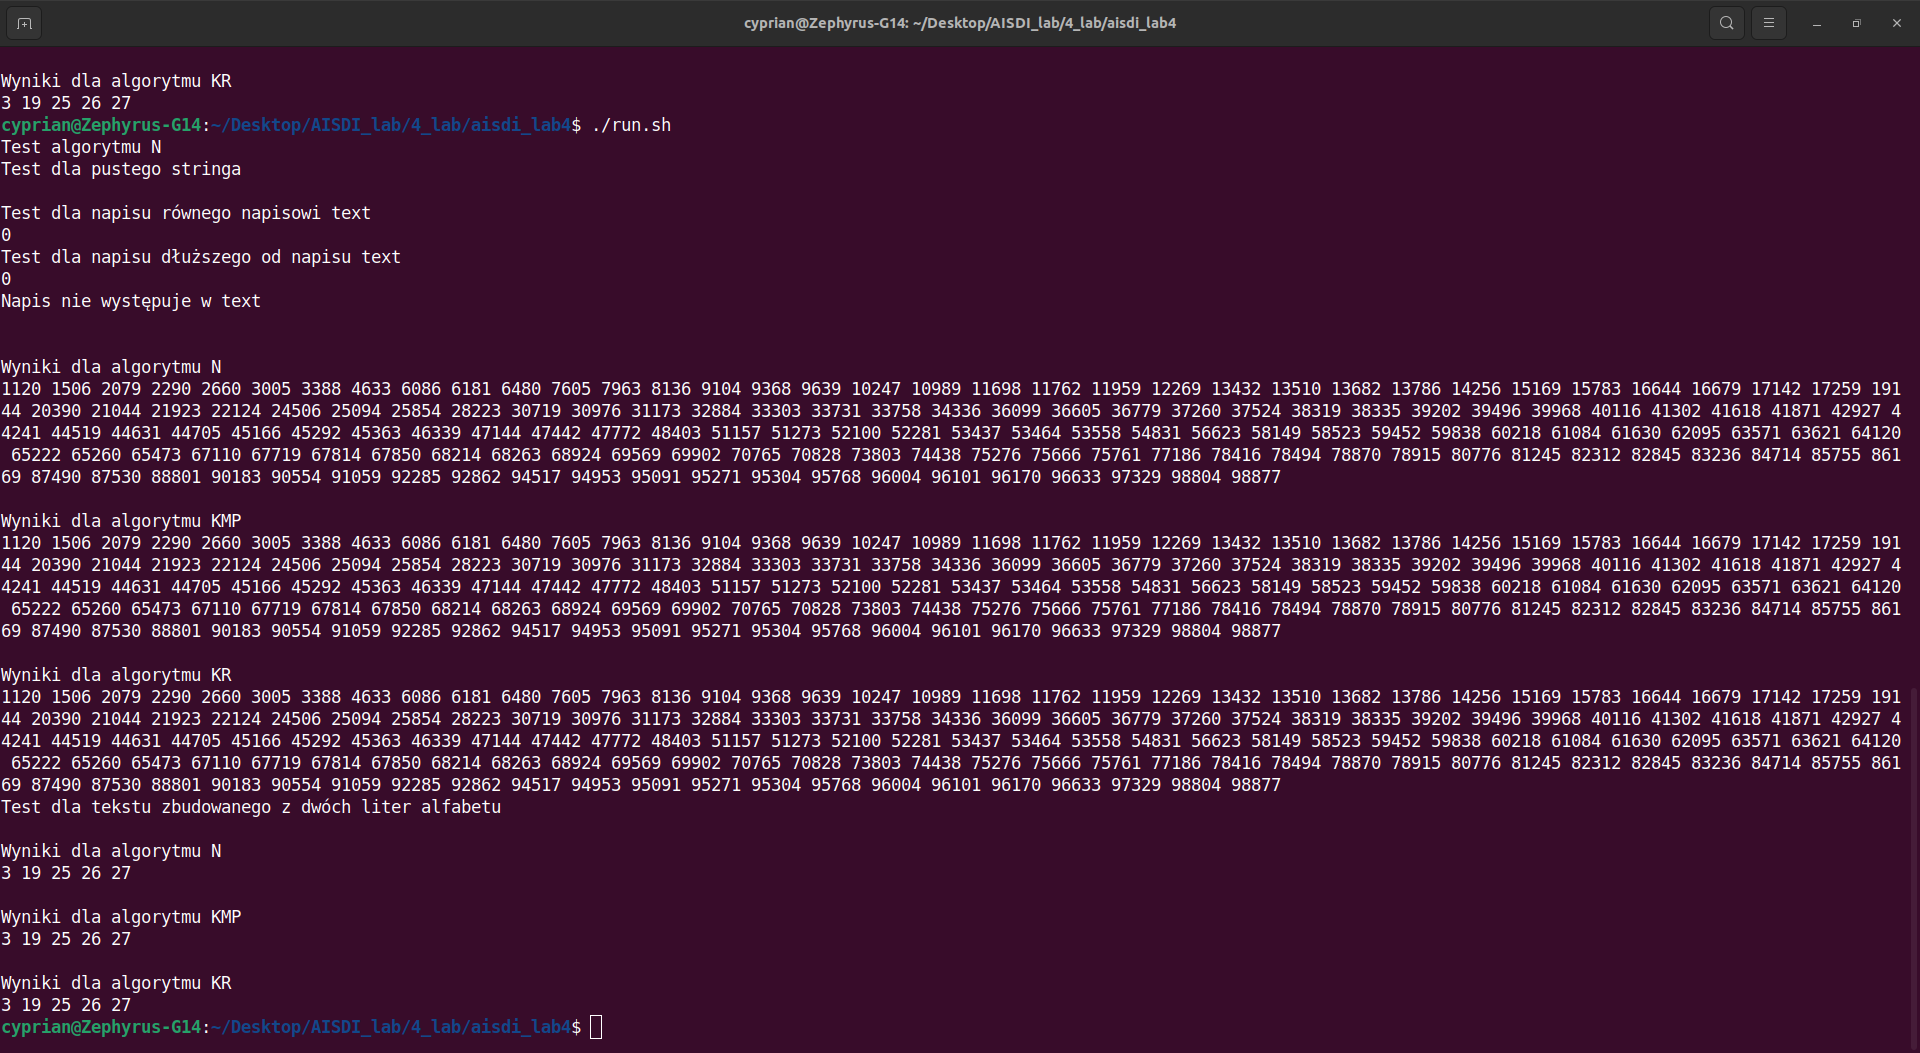 cyprian@Zephyrus-G14: ~/Desktop/AISDI_lab/4_lab/aisdi_lab4
Wyniki dla algorytmu KR
3 19 25 26 27
cyprian@Zephyrus-G14:~/Desktop/AISDI_lab/4_lab/aisdi_lab4$ ./run.sh
Test algorytmu N
Test dla pustego stringa
Test dla napisu równego napisowi text
0
Test dla napisu dłuższego od napisu text
0
Napis nie występuje w text
Wyniki dla algorytmu N
1120 1506 2079 2290 2660 3005 3388 4633 6086 6181 6480 7605 7963 8136 9104 9368 9639 10247 10989 11698 11762 11959 12269 13432 13510 13682 13786 14256 15169 15783 16644 16679 17142 17259 191
44 20390 21044 21923 22124 24506 25094 25854 28223 30719 30976 31173 32884 33303 33731 33758 34336 36099 36605 36779 37260 37524 38319 38335 39202 39496 39968 40116 41302 41618 41871 42927 4
4241 44519 44631 44705 45166 45292 45363 46339 47144 47442 47772 48403 51157 51273 52100 52281 53437 53464 53558 54831 56623 58149 58523 59452 59838 60218 61084 61630 62095 63571 63621 64120
65222 65260 65473 67110 67719 67814 67850 68214 68263 68924 69569 69902 70765 70828 73803 74438 75276 75666 75761 77186 78416 78494 78870 78915 80776 81245 82312 82845 83236 84714 85755 861
69 87490 87530 88801 90183 90554 91059 92285 92862 94517 94953 95091 95271 95304 95768 96004 96101 96170 96633 97329 98804 98877
Wyniki dla algorytmu KMP
1120 1506 2079 2290 2660 3005 3388 4633 6086 6181 6480 7605 7963 8136 9104 9368 9639 10247 10989 11698 11762 11959 12269 13432 13510 13682 13786 14256 15169 15783 16644 16679 17142 17259 191
44 20390 21044 21923 22124 24506 25094 25854 28223 30719 30976 31173 32884 33303 33731 33758 34336 36099 36605 36779 37260 37524 38319 38335 39202 39496 39968 40116 41302 41618 41871 42927 4
4241 44519 44631 44705 45166 45292 45363 46339 47144 47442 47772 48403 51157 51273 52100 52281 53437 53464 53558 54831 56623 58149 58523 59452 59838 60218 61084 61630 62095 63571 63621 64120
65222 65260 65473 67110 67719 67814 67850 68214 68263 68924 69569 69902 70765 70828 73803 74438 75276 75666 75761 77186 78416 78494 78870 78915 80776 81245 82312 82845 83236 84714 85755 861
69 87490 87530 88801 90183 90554 91059 92285 92862 94517 94953 95091 95271 95304 95768 96004 96101 96170 96633 97329 98804 98877
Wyniki dla algorytmu KR
1120 1506 2079 2290 2660 3005 3388 4633 6086 6181 6480 7605 7963 8136 9104 9368 9639 10247 10989 11698 11762 11959 12269 13432 13510 13682 13786 14256 15169 15783 16644 16679 17142 17259 191
44 20390 21044 21923 22124 24506 25094 25854 28223 30719 30976 31173 32884 33303 33731 33758 34336 36099 36605 36779 37260 37524 38319 38335 39202 39496 39968 40116 41302 41618 41871 42927 4
4241 44519 44631 44705 45166 45292 45363 46339 47144 47442 47772 48403 51157 51273 52100 52281 53437 53464 53558 54831 56623 58149 58523 59452 59838 60218 61084 61630 62095 63571 63621 64120
65222 65260 65473 67110 67719 67814 67850 68214 68263 68924 69569 69902 70765 70828 73803 74438 75276 75666 75761 77186 78416 78494 78870 78915 80776 81245 82312 82845 83236 84714 85755 861
69 87490 87530 88801 90183 90554 91059 92285 92862 94517 94953 95091 95271 95304 95768 96004 96101 96170 96633 97329 98804 98877
Test dla tekstu zbudowanego z dwóch liter alfabetu
Wyniki dla algorytmu N
3 19 25 26 27
Wyniki dla algorytmu KMP
3 19 25 26 27
Wyniki dla algorytmu KR
3 19 25 26 27
cyprian@Zephyrus-G14:~/Desktop/AISDI_lab/4_lab/aisdi_lab4$